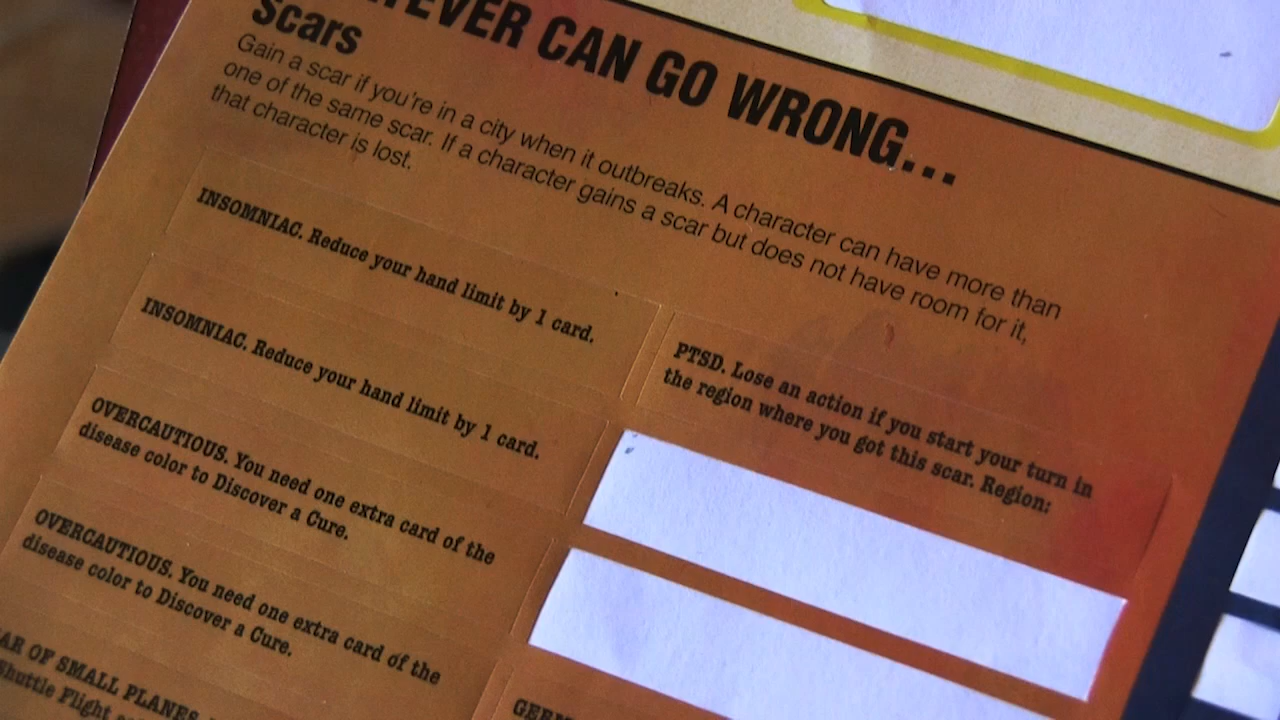 EVER CAN GO WRONG...
Scars
Gain a scar if you're in a city when it outbreaks. A character can have more than
one of the same scar. If a character gains a scar but does not have room for it,
that character is lost.
INSOMNIAC. Reduce your hand limit by 1 card.
INSOMNIAC. Reduce your hand limit by 1 card.
OVERCAUTIOUS. You need one extra card of the
disease color to Discover a Cure.
OVERCAUTIOUS. You need one extra card of the
disease color to Discover a Cure.
OF SMALL PLANES
Shuttle Flight
PTSD. Lose an action if you start your turn in
the region where you got this scar. Region: